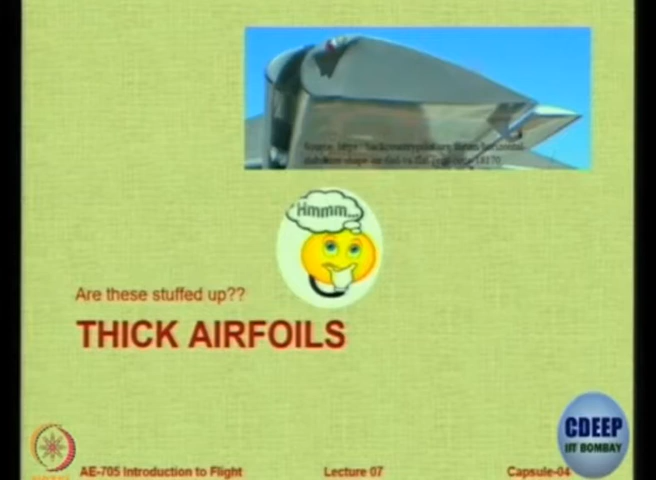 Hmmm...
Are these stuffed up??
THICK AIRFOILS
CDEEP
IIT BOMBAY
AE-705 Introduction to Flight
Lecture 07
Capsule-04